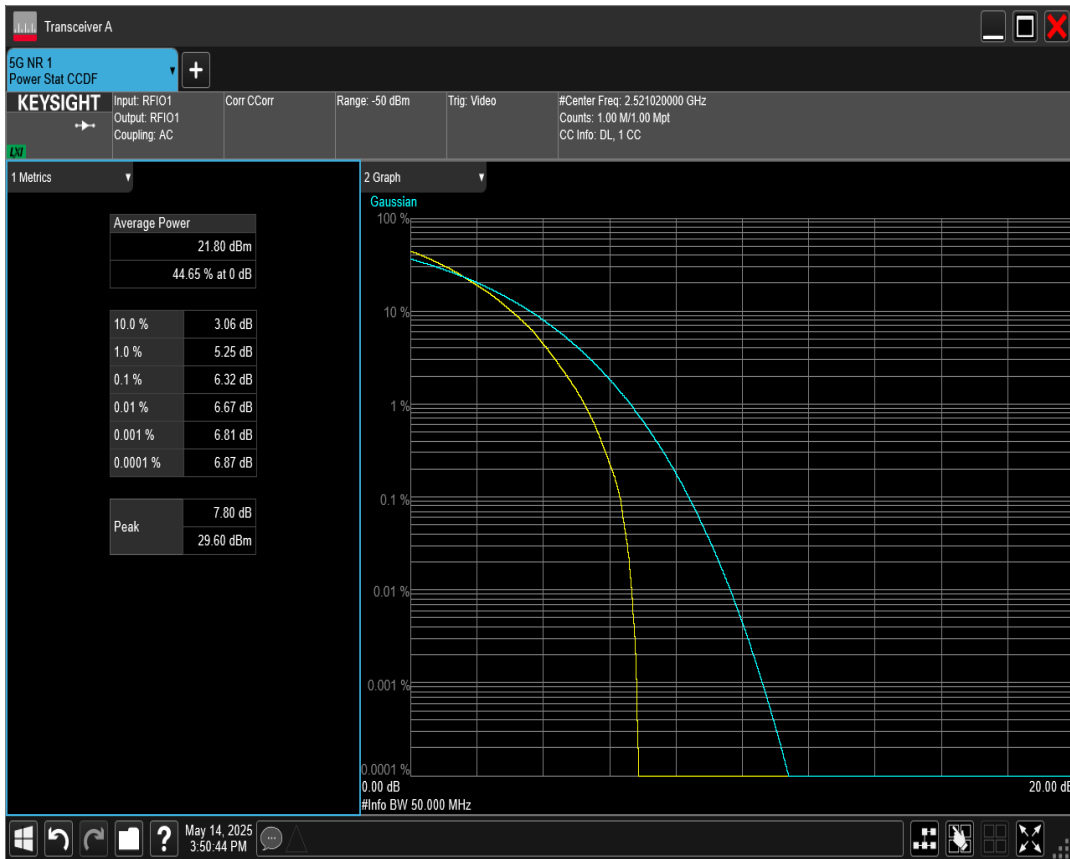 Transceiver A
5G NR 1
Power Stat CCDF
+
KEYSIGHT
LXI
Input: RFIO1
Output: RFIO1
Coupling: AC
Corr CCorr
Range: -50 dBm
Trig: Video
#Center Freq: 2.521020000 GHz
Counts: 1.00 M/1.00 Mpt
CC Info: DL, 1 CC
1 Metrics
Average Power
21.80 dBm
44.65 % at 0 dB
10.0 % 3.06 dB
1.0 % 5.25 dB
0.1 % 6.32 dB
0.01 % 6.67 dB
0.001 % 6.81 dB
0.0001 % 6.87 dB
Peak
7.80 dB
29.60 dBm
2 Graph
Gaussian
100 %
10 %
1 %
0.1 %
0.01 %
0.001 %
0.0001 %
0.00 dB
20.00 dB
#Info BW 50.000 MHz
?
May 14, 2025
3:50:44 PM